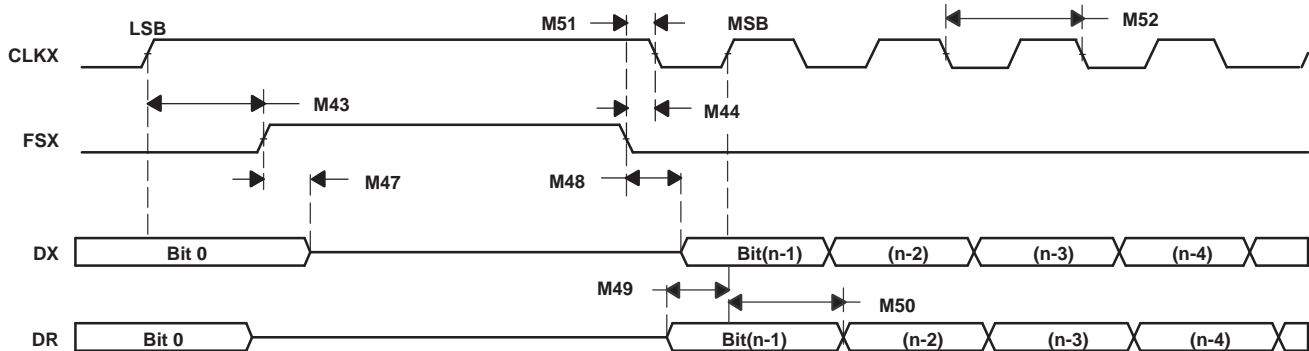 LSB
M51
MSB
M52
CLKX
M43
M44
FSX
M47
M48
DX
Bit 0
Bit(n-1)
(n-2)
(n-3)
(n-4)
M49
M50
DR
Bit 0
Bit(n-1)
(n-2)
(n-3)
(n-4)